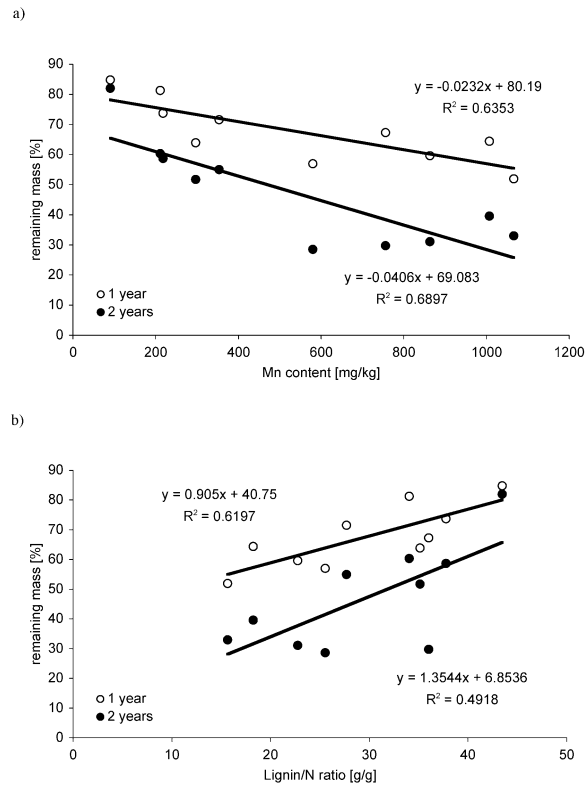 a)
90
80
70
60
50
40
30
20
10
0
remaining mass [%]
y = -0.0232x + 80.19
R² = 0.6353
y = -0.0406x + 69.083
R² = 0.6897
1 year
2 years
0 200 400 600 800 1000 1200
Mn content [mg/kg]
b)
90
80
70
60
50
40
30
20
10
0
remaining mass [%]
y = 0.905x + 40.75
R² = 0.6197
y = 1.3544x + 6.8536
R² = 0.4918
1 year
2 years
0 10 20 30 40 50
Lignin/N ratio [g/g]